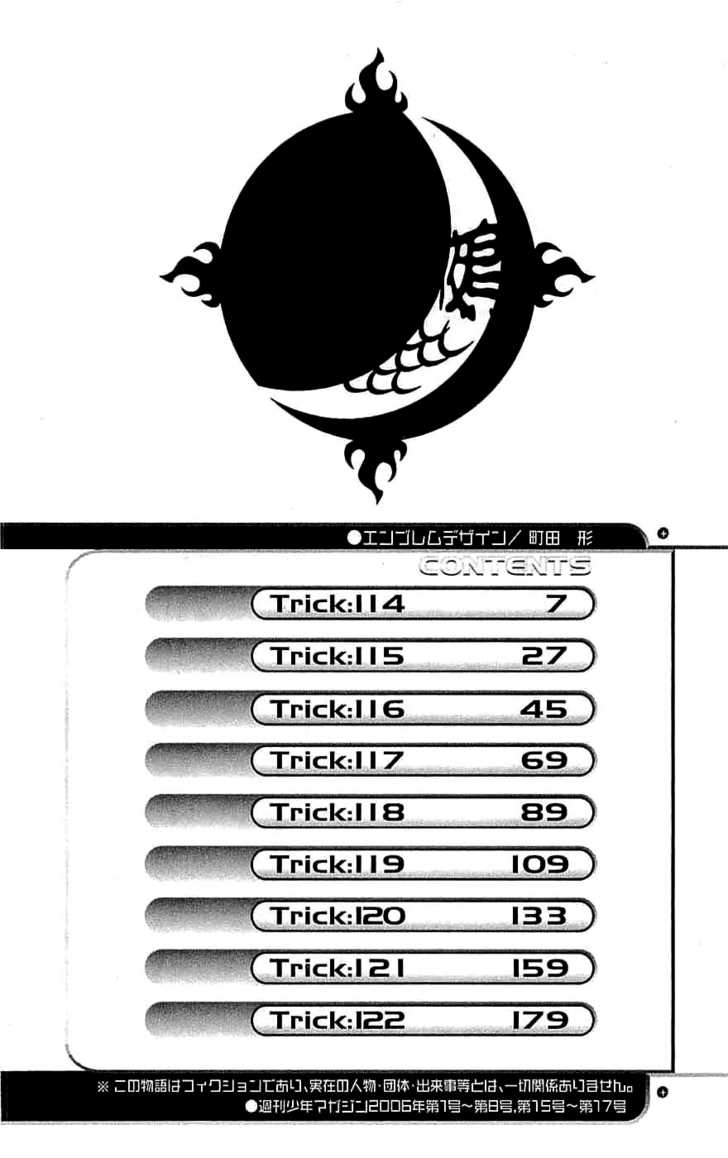 ●エンブレムデザイン／ 町田　形
CONTENTS
Trick:114 7
Trick:115 27
Trick:116 45
Trick:117 69
Trick:118 89
Trick:119 109
Trick:120 133
Trick:121 159
Trick:122 179
※ この物語はフィクションであり、実在の人物・団体・出来事等とは、一切関係ありません。
●週刊少年マガジン2006年第1号～第8号,第15号～第17号